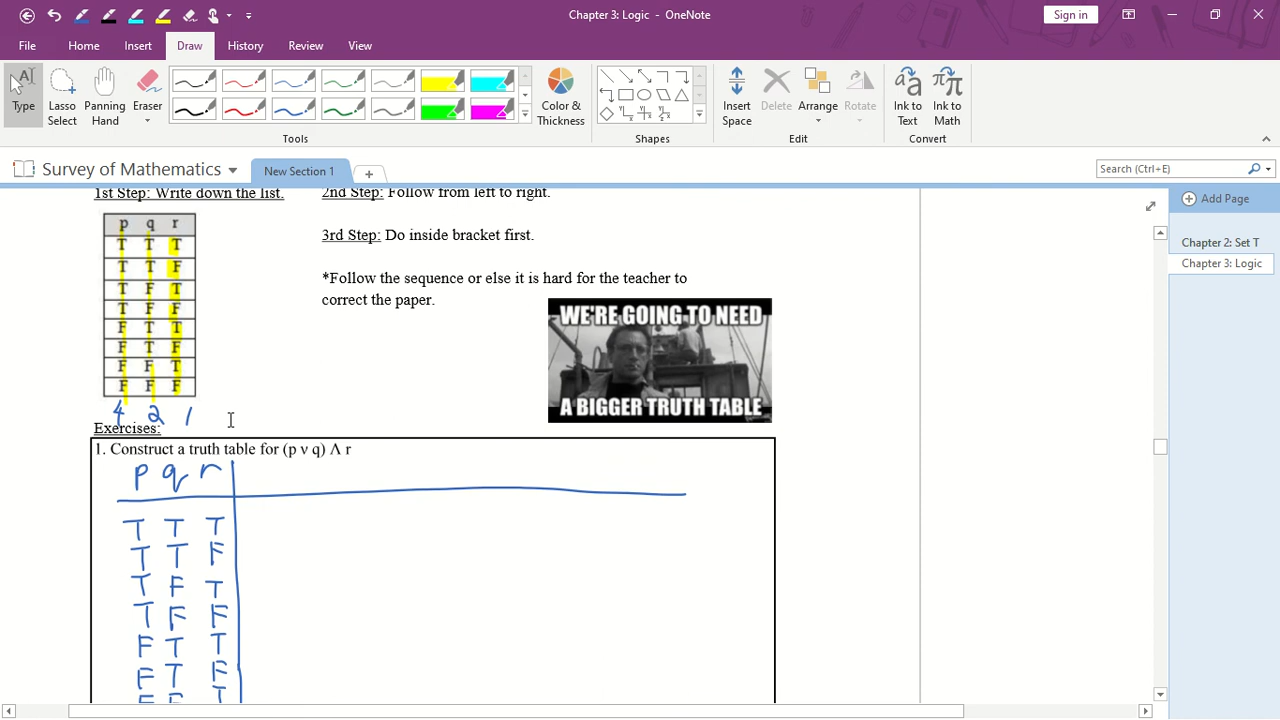 Chapter 3: Logic - OneNote
Sign in
File Home Insert Draw History Review View
Type
Lasso Select
Panning Hand
Eraser
Color & Thickness
Insert Space
Delete
Arrange
Rotate
Ink to Text
Ink to Math
Tools
Shapes
Edit
Convert
Survey of Mathematics
New Section 1
Search (Ctrl+E)
Add Page
Chapter 2: Set T
Chapter 3: Logic
1st Step: Write down the list.
2nd Step: Follow from left to right.
3rd Step: Do inside bracket first.
*Follow the sequence or else it is hard for the teacher to
correct the paper.
p q r
T T T
T T F
T F T
T F F
F T T
F T F
F F T
F F F
4 2 1
WE'RE GOING TO NEED
A BIGGER TRUTH TABLE
Exercises:
1. Construct a truth table for (p v q) Λ r
p q r
T T T
T T F
T F T
T F F
F T T
F T F
F F T